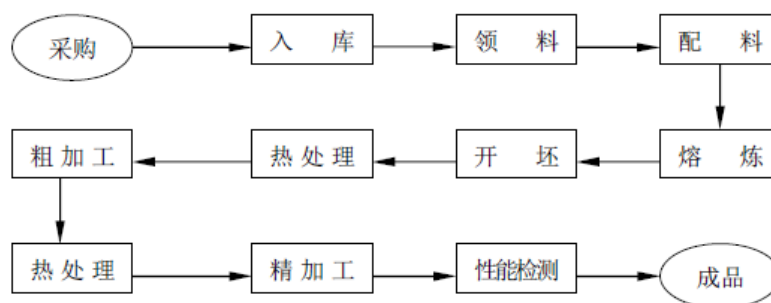 采购 入库 领料 配料
粗加工 热处理 开坯 熔炼
热处理 精加工 性能检测 成品